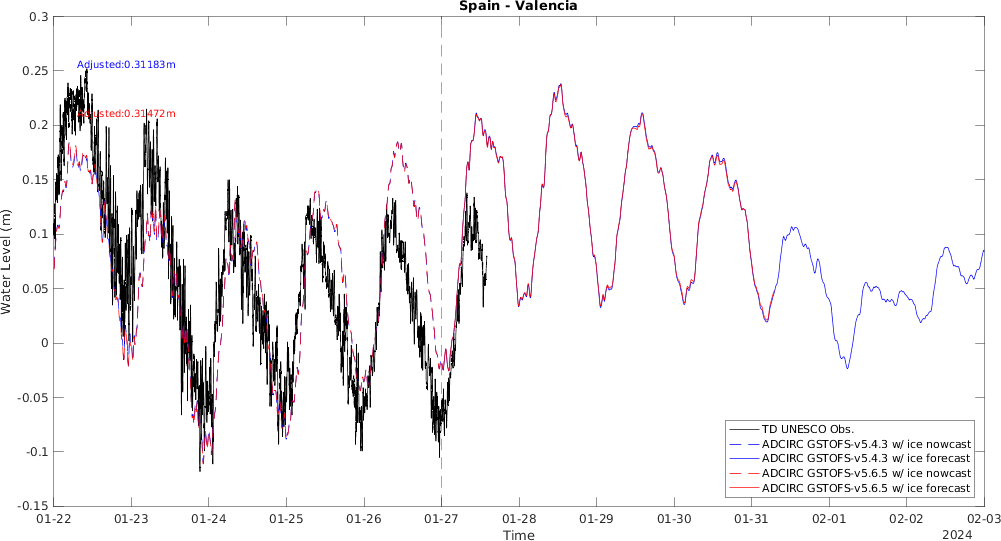 Spain - Valencia
0.3
0.25
0.2
0.15
0.1
0.05
0
-0.05
-0.1
-0.15
Water Level (m)
Adjusted:0.31183m
Adjusted:0.31472m
TD UNESCO Obs.
ADCIRC GSTOFS-v5.4.3 w/ ice nowcast
ADCIRC GSTOFS-v5.4.3 w/ ice forecast
ADCIRC GSTOFS-v5.6.5 w/ ice nowcast
ADCIRC GSTOFS-v5.6.5 w/ ice forecast
01-22 01-23 01-24 01-25 01-26 01-27 01-28 01-29 01-30 01-31 02-01 02-02 02-03
Time
2024